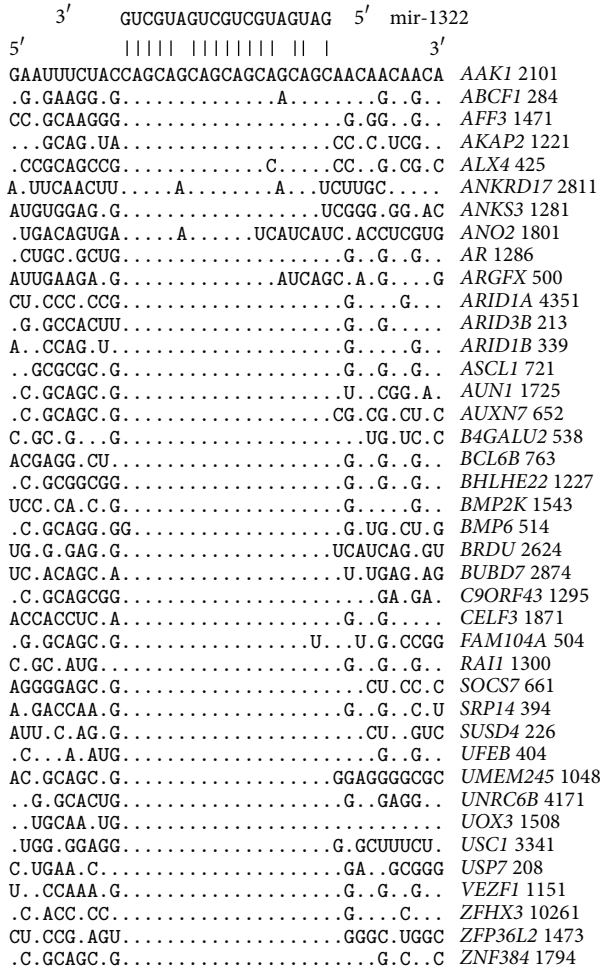 3′ GUCGUAGUCGUCGUAGUAG 5′ mir-1322
5′ ||||| ||||||||| || | 3′
GAAUUUCUACCAGCAGCAGCAGCAGCAGCAACAACAACA AAK1 2101
.G.GAAGG.G..............A........G..G.. ABCF1 284
CC.GCAAGGG....................G.GG..G.. AFF3 1471
...GCAG.UA...................CC.C.UCG. AKAP2 1221
.CCGCAGCCG.............C.....CC..G.CG.C ALX4 425
A.UUCAACUU.....A........A...UCUUGC..... ANKRD17 2811
AUGUGGAG.G..................UCGGG.GG.AC ANKS3 1281
.UGACAGUGA.....A......UCAUCAUC.ACCUCGUG ANO2 1801
.CUGC.GCUG....................G..G..G.. AR 1286
AUUGAAGA.G..............AUCAGC.A.G....G ARGFX 500
CU.CCC.CCG....................G....G.. ARID1A 4351
.G.GCCACUU....................G..G..... ARID3B 213
A..CCAG.U.....................G.....G.. ARID1B 339
..GCGCGC.G....................G..G..G.. ASCL1 721
.C.GCAGC.G....................U..CGG.A. AUN1 1725
.C.GCAGC.G...................CG.CG.CU.C AUXN7 652
C.GC.G...G......................UG.UC.C B4GALU2 538
ACGAGG.CU.....................G..G..G.. BCL6B 763
.C.GCGGCGG....................G..G..G.. BHLHE22 1227
UCC.CA.C.G....................G.....G.. BMP2K 1543
.C.GCAGG.GG...................G.UG.CU.G BMP6 514
UG.G.GAG.G...................UCAUCAG.GU BRDU 2624
UC.ACAGC.A....................U.UGAG.AG BUBD7 2874
.C.GCAGCGG.......................GA.GA. C9ORF43 1295
ACCACCUC.A....................G..G..... CELF3 1871
.G.GCAGC.G.................U...U.G.CCGG FAM104A 504
C.GC.AUG......................G..G..G.. RAI1 1300
AGGGGAGC.G......................CU.CC.C SOCS7 661
A.GACCAA.G....................G..G..C.U SRP14 394
AUU.C.AG.G......................CU..GUC SUSD4 226
.C...A.AUG.......................G..G.. UFEB 404
AC.GCAGC.G...................GGAGGGGCGC UMEM245 1048
..G.GCACUG....................G..GAGG.. UNRC6B 4171
..UGCAA.UG............................. UOX3 1508
.UGG.GGAGG...................G.GCUUUCU. USC1 3341
C.UGAA.C......................GA..GCGGG USP7 208
U..CCAAA.G....................G..G..G.. VEZF1 1151
.C.ACC.CC.....................G....C... ZFHX3 10261
CU.CCG.AGU....................GGGC.UGGC ZFP36L2 1473
.C.GCAGC.G.......................G.C..C ZNF384 1794